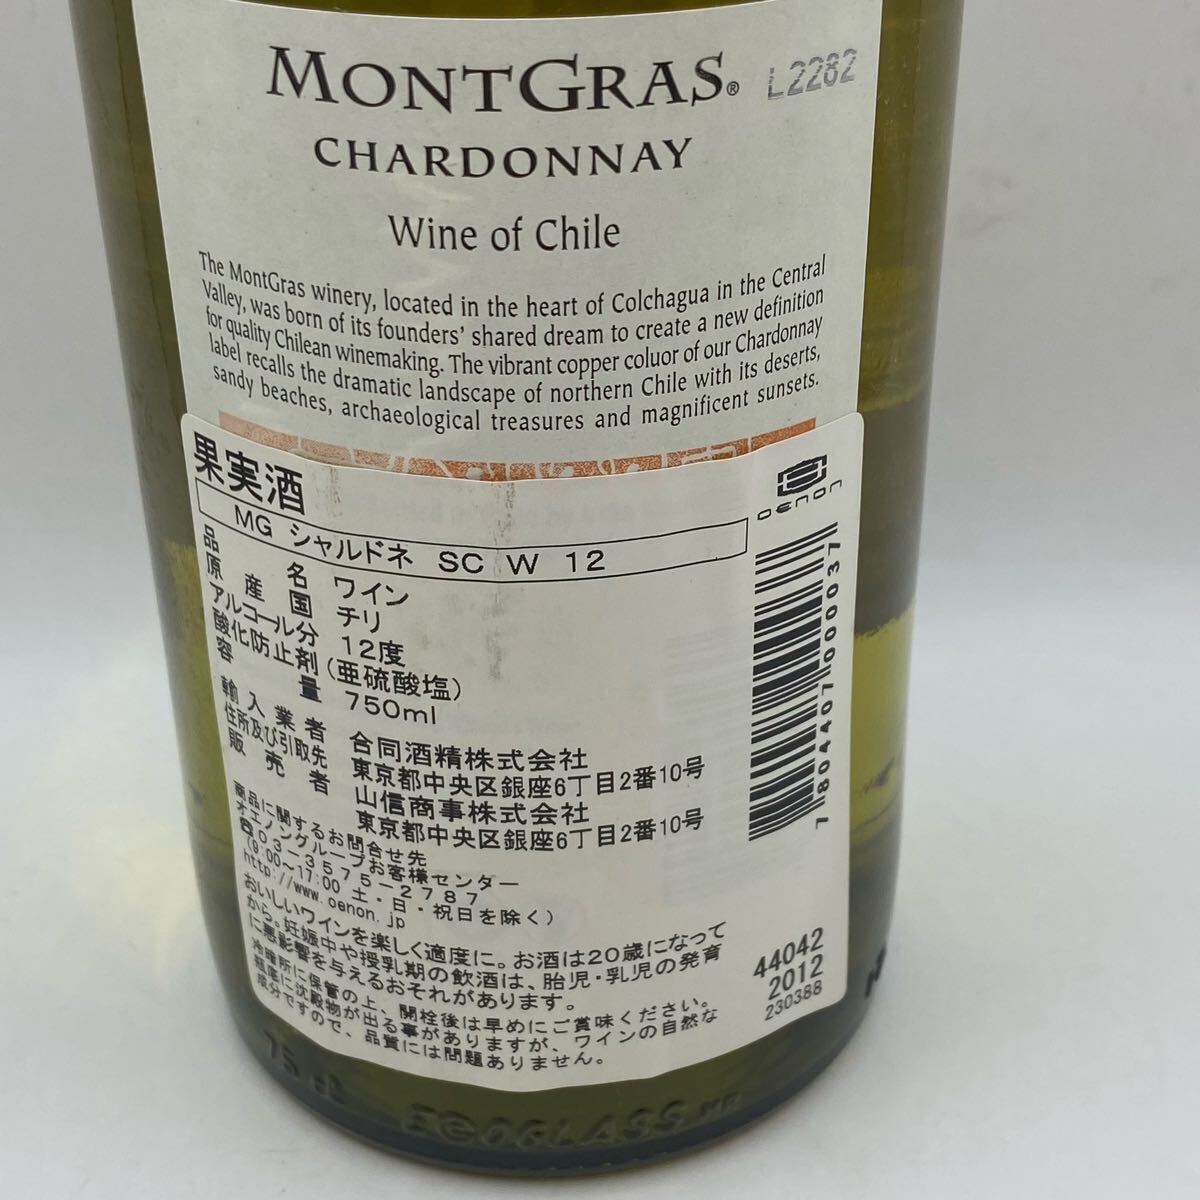 MONTGRAS® L2282
CHARDONNAY
Wine of Chile
The MontGras winery, located in the heart of Colchagua in the Central
Valley, was born of its founders' shared dream to create a new definition
for quality Chilean winemaking. The vibrant copper coluor of our Chardonnay
label recalls the dramatic landscape of northern Chile with its deserts,
sandy beaches, archaeological treasures and magnificent sunsets.
果実酒
oenon
MG シャルドネ SC W 12
品名 ワイン
原産国 チリ
アルコール分 12度
酸化防止剤(亜硫酸塩)
容量 750ml
輸入業者 合同酒精株式会社
住所及び引取先 東京都中央区銀座6丁目2番10号
販売者 山信商事株式会社
東京都中央区銀座6丁目2番10号
7804407000037
商品に関するお問合せ先
オエノングループお客様センター
☎03-3575-2787
(9:00~17:00 土・日・祝日を除く)
http://www.oenon.jp
おいしいワインを楽しく適度に。お酒は20歳になって
から。妊娠中や授乳期の飲酒は、胎児・乳児の発育
に悪影響を与えるおそれがあります。
冷暗所に保管の上、開栓後は早めにご賞味ください。
瓶底に沈殿物が出る事がありますが、ワインの自然な
成分ですので、品質には問題ありません。
44042
2012
230388
75 cl
ECOGLASS